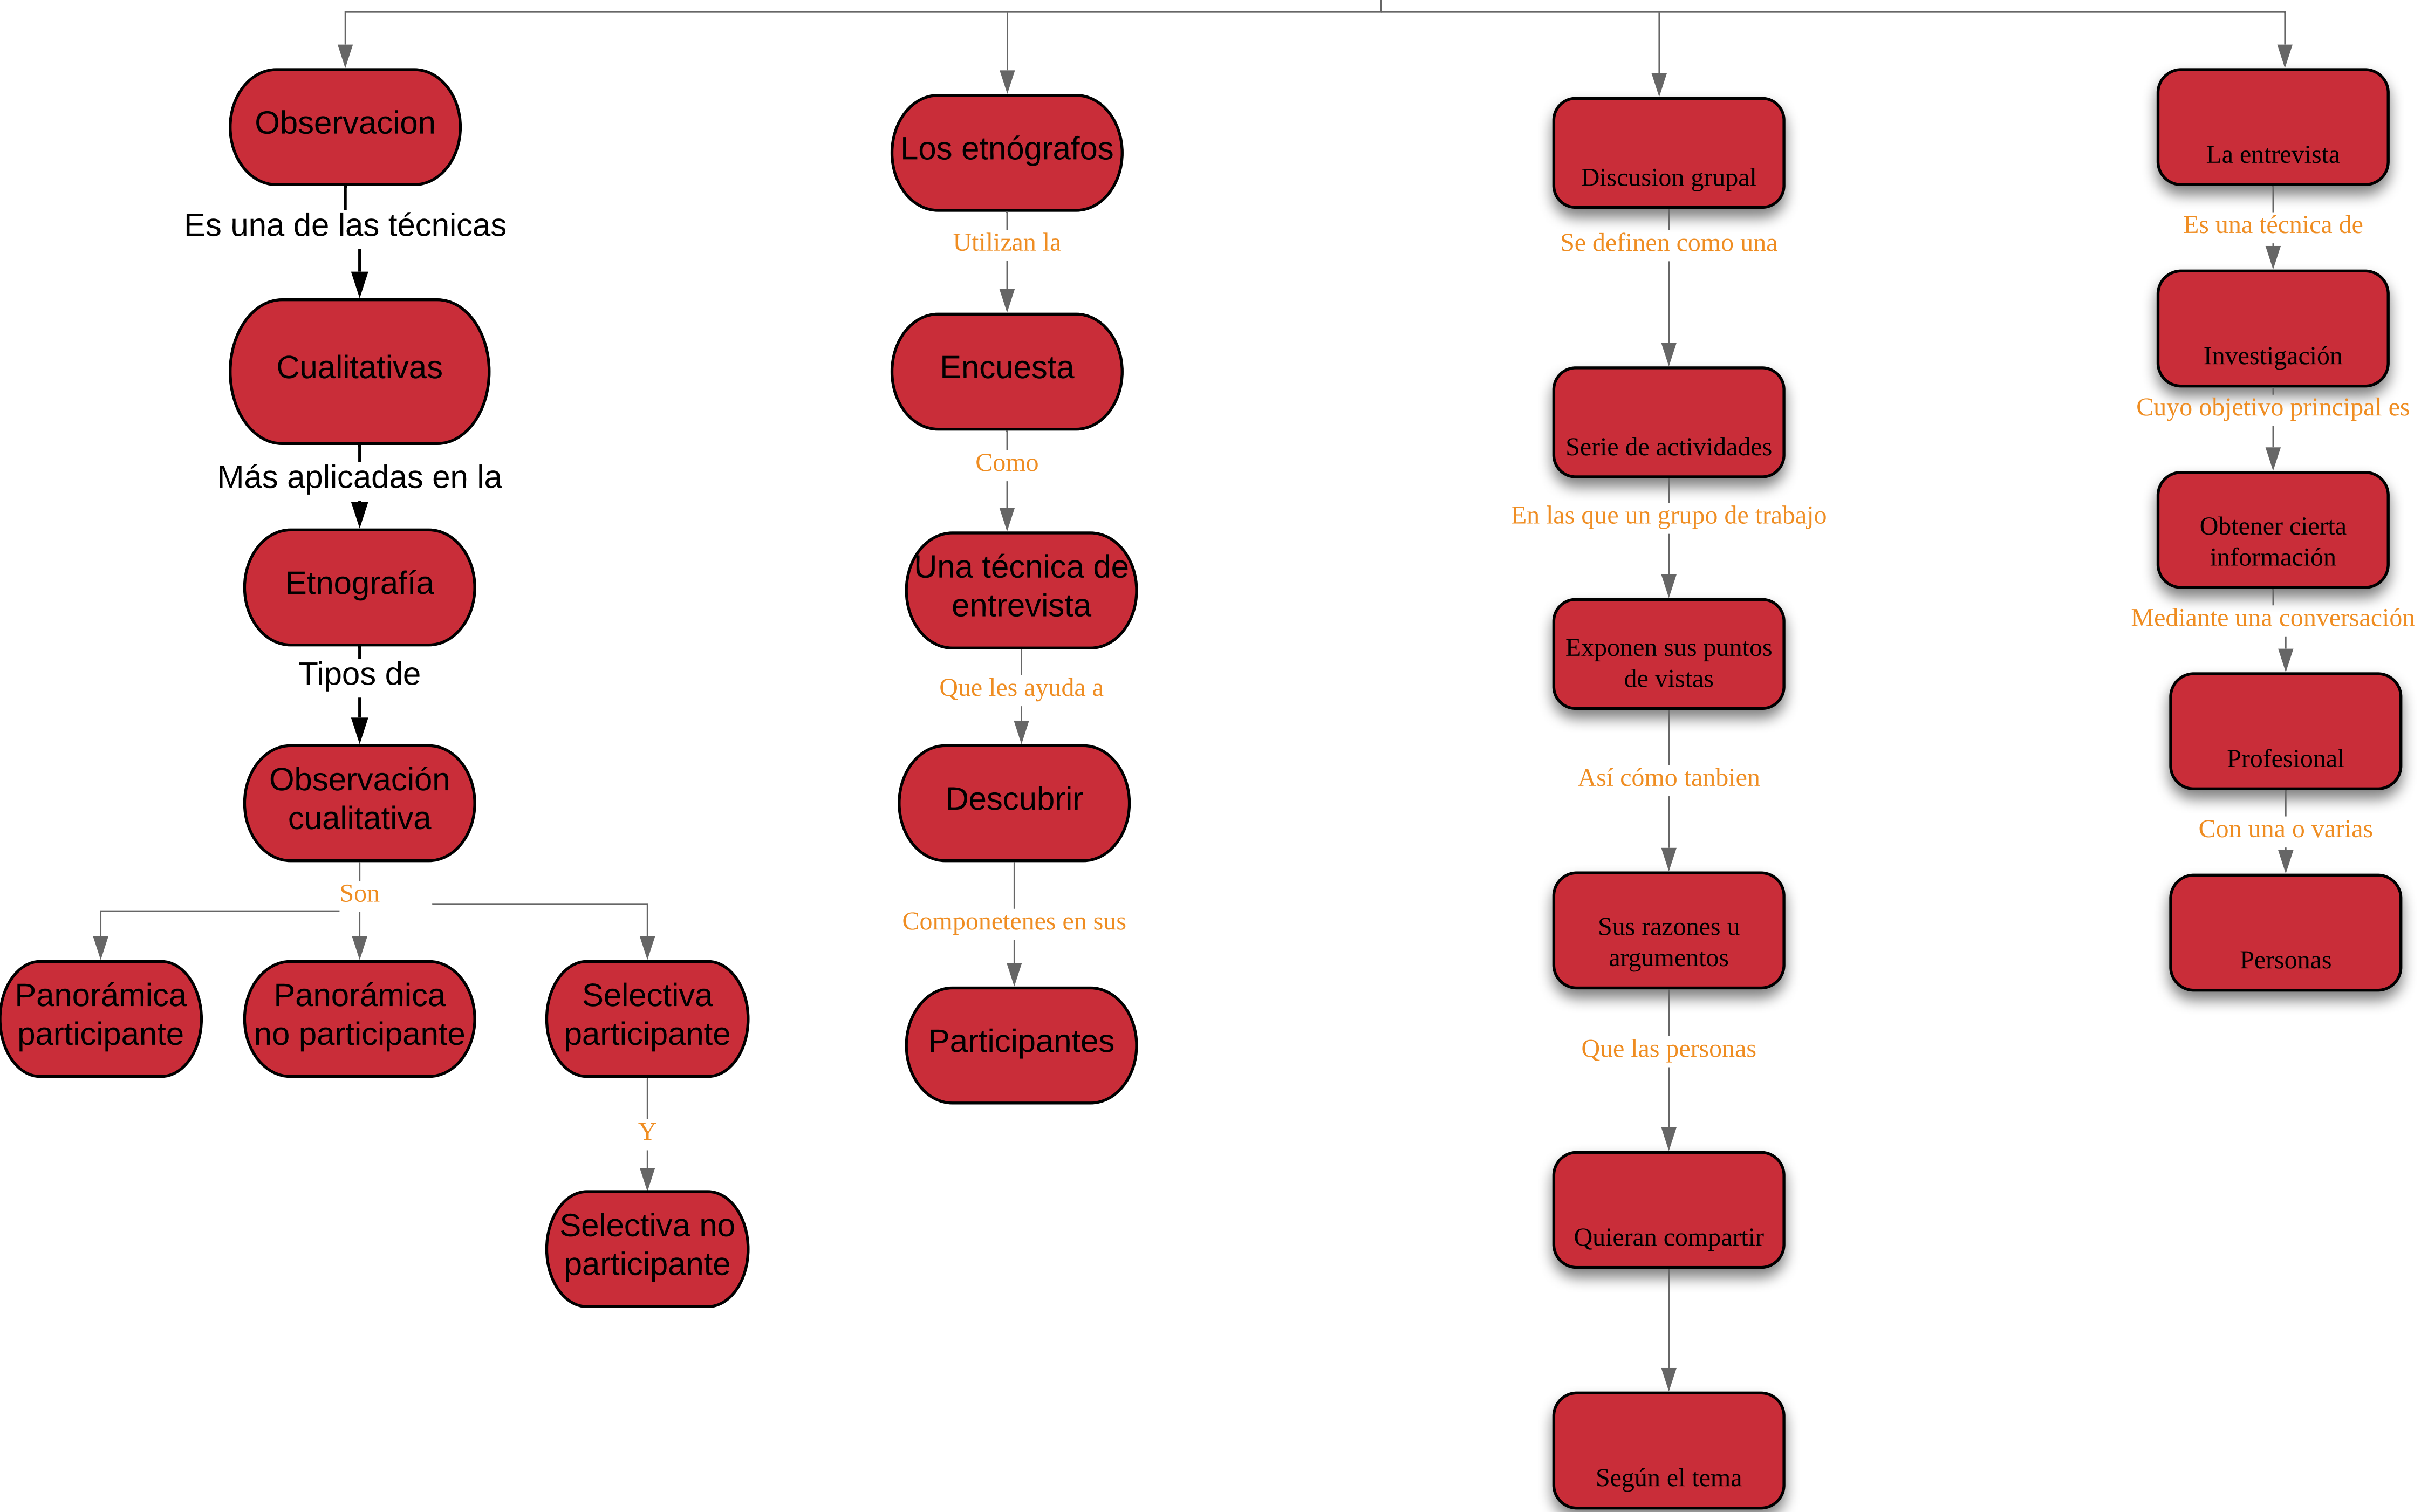 Observacion
Es una de las técnicas
Cualitativas
Más aplicadas en la
Etnografía
Tipos de
Observación
cualitativa
Son
Panorámica
participante
Panorámica
no participante
Selectiva
participante
Y
Selectiva no
participante
Los etnógrafos
Utilizan la
Encuesta
Como
Una técnica de
entrevista
Que les ayuda a
Descubrir
Componetenes en sus
Participantes
Discusion grupal
Se definen como una
Serie de actividades
En las que un grupo de trabajo
Exponen sus puntos
de vistas
Así cómo tanbien
Sus razones u
argumentos
Que las personas
Quieran compartir
Según el tema
La entrevista
Es una técnica de
Investigación
Cuyo objetivo principal es
Obtener cierta
información
Mediante una conversación
Profesional
Con una o varias
Personas